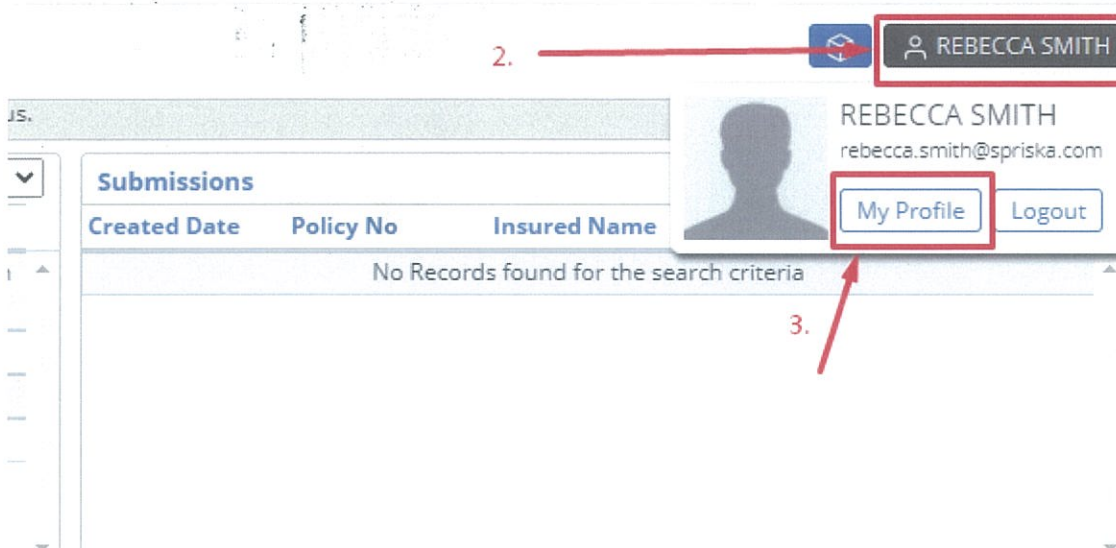 2.
REBECCA SMITH
us.
REBECCA SMITH
rebecca.smith@spriska.com
My Profile
Logout
Submissions
Created Date
Policy No
Insured Name
No Records found for the search criteria
3.